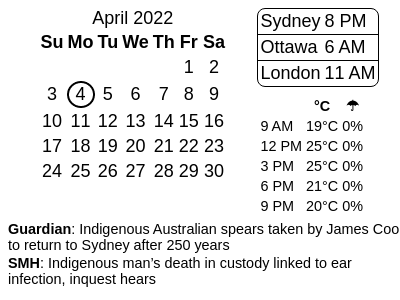 April 2022
Su Mo Tu We Th Fr Sa
1 2
3 4 5 6 7 8 9
10 11 12 13 14 15 16
17 18 19 20 21 22 23
24 25 26 27 28 29 30
Sydney 8 PM
Ottawa 6 AM
London 11 AM
°C ☂
9 AM 19°C 0%
12 PM 25°C 0%
3 PM 25°C 0%
6 PM 21°C 0%
9 PM 20°C 0%
Guardian: Indigenous Australian spears taken by James Coo
to return to Sydney after 250 years
SMH: Indigenous man’s death in custody linked to ear
infection, inquest hears